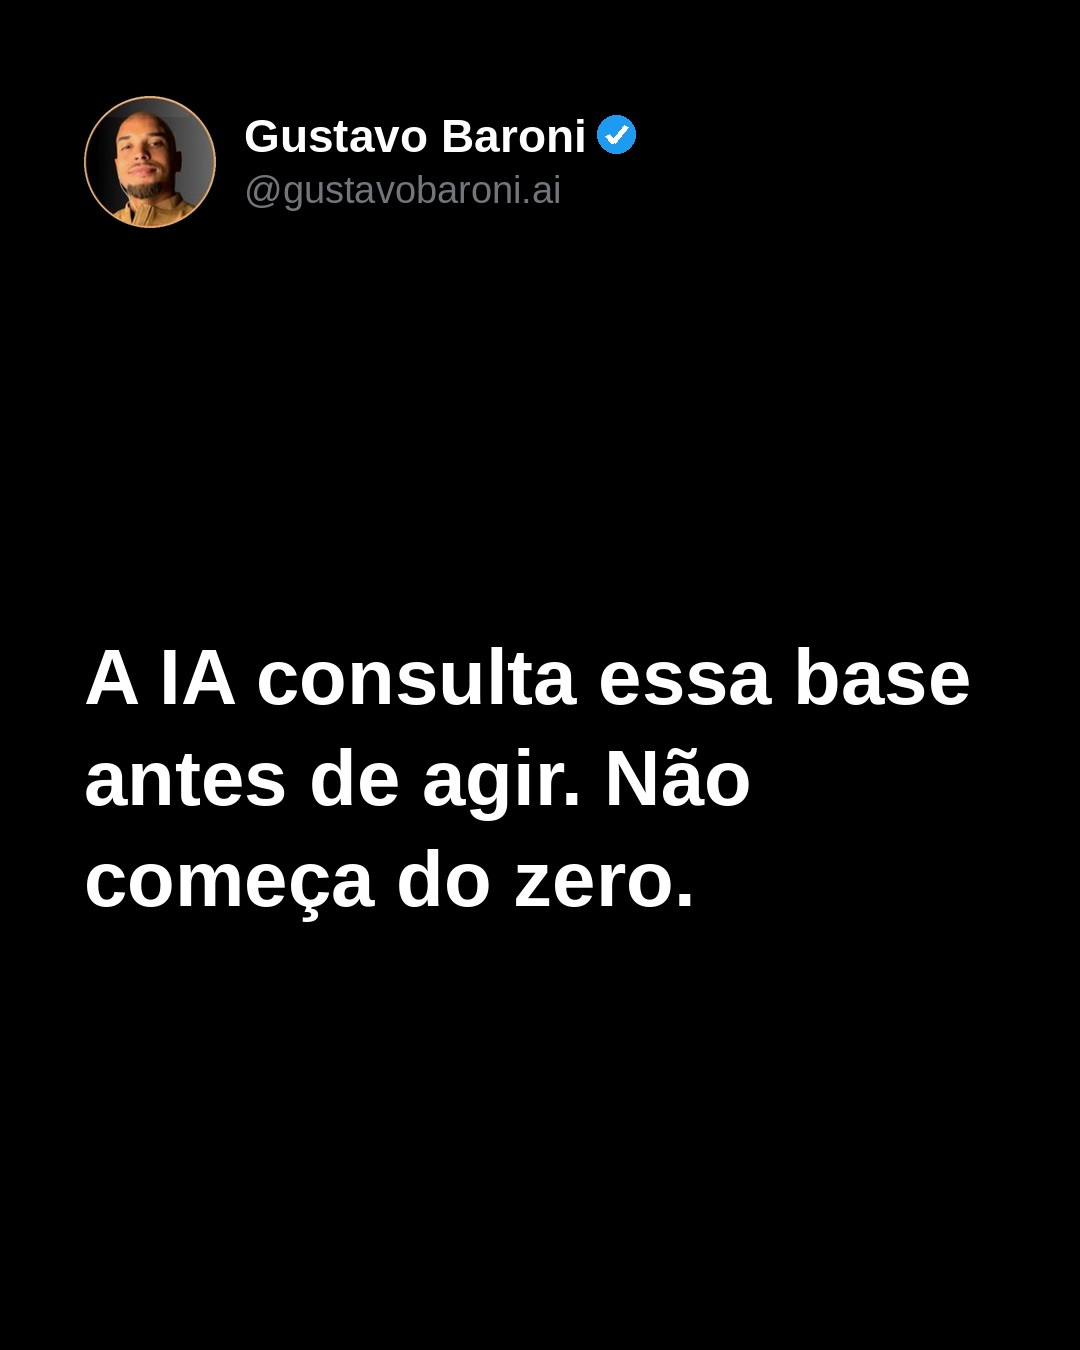 Gustavo Baroni
@gustavobaroni.ai
A IA consulta essa base
antes de agir. Não
começa do zero.